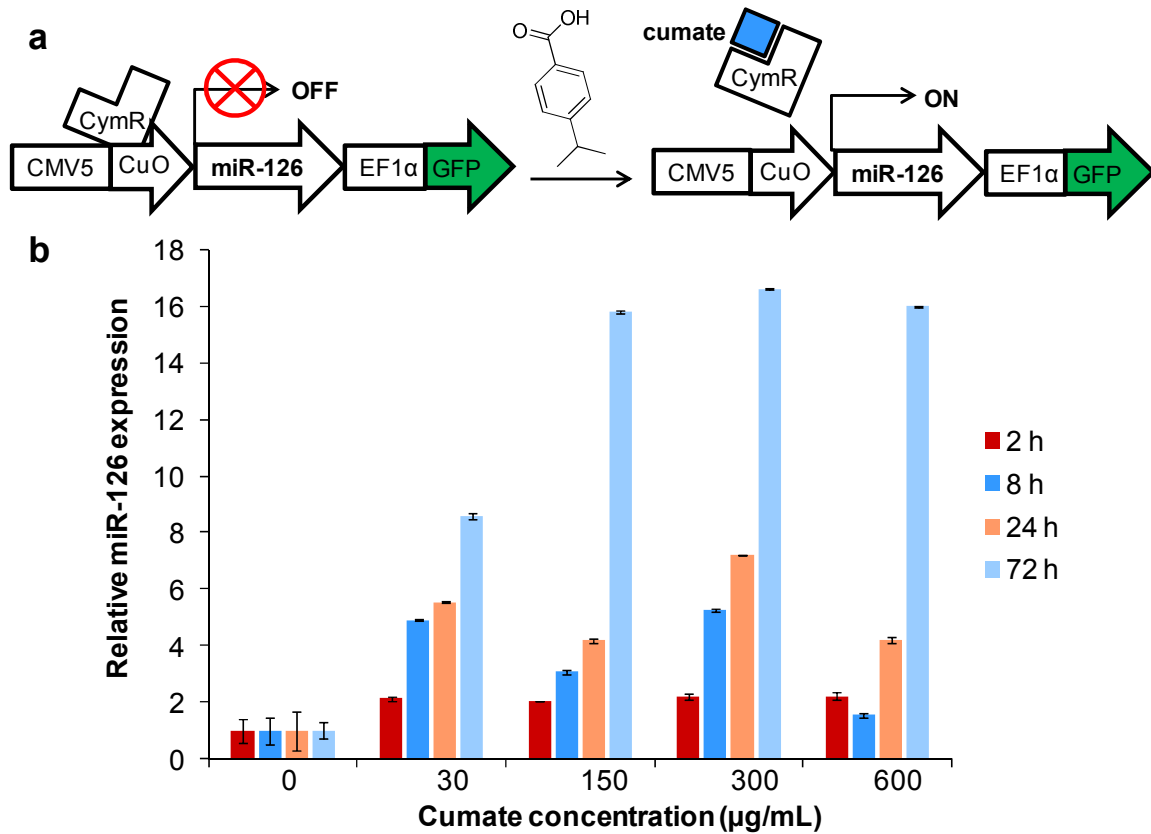 a
O
OH
cumate
CymR
CymR
OFF
ON
CMV5 CuO miR-126 EF1α GFP
CMV5 CuO miR-126 EF1α GFP
b
Relative miR-126 expression
18
16
14
12
10
8
6
4
2
0
0 30 150 300 600
Cumate concentration (µg/mL)
2 h
8 h
24 h
72 h